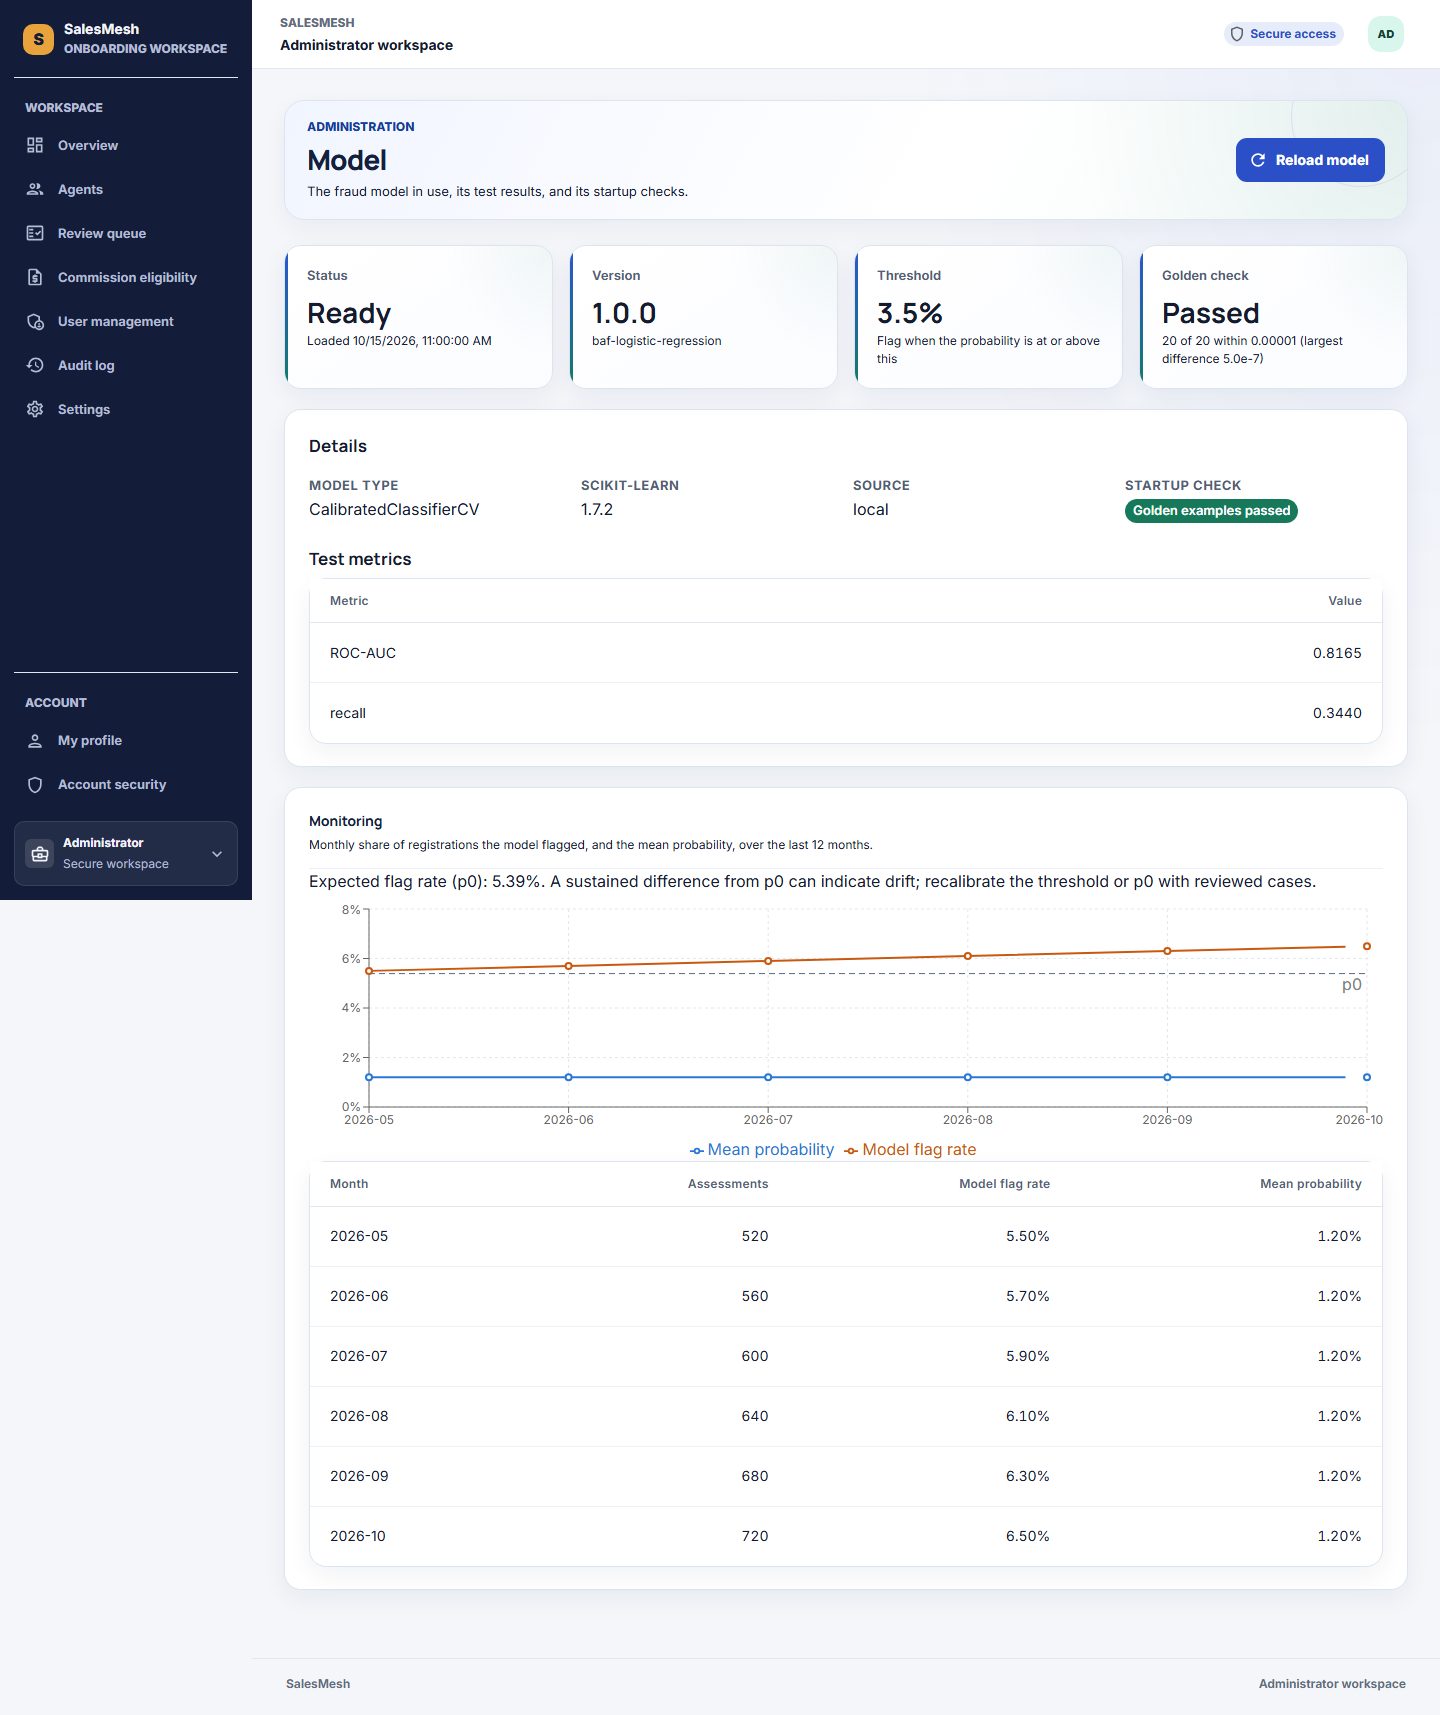 S
SalesMesh
ONBOARDING WORKSPACE
WORKSPACE
Overview
Agents
Review queue
Commission eligibility
User management
Audit log
Settings
ACCOUNT
My profile
Account security
Administrator
Secure workspace
SALESMESH
Administrator workspace
Secure access
AD
ADMINISTRATION
Model
The fraud model in use, its test results, and its startup checks.
Reload model
Status
Ready
Loaded 10/15/2026, 11:00:00 AM
Version
1.0.0
baf-logistic-regression
Threshold
3.5%
Flag when the probability is at or above
this
Golden check
Passed
20 of 20 within 0.00001 (largest
difference 5.0e-7)
Details
MODEL TYPE
CalibratedClassifierCV
SCIKIT-LEARN
1.7.2
SOURCE
local
STARTUP CHECK
Golden examples passed
Test metrics
Metric Value
ROC-AUC 0.8165
recall 0.3440
Monitoring
Monthly share of registrations the model flagged, and the mean probability, over the last 12 months.
Expected flag rate (p0): 5.39%. A sustained difference from p0 can indicate drift; recalibrate the threshold or p0 with reviewed cases.
8%
6%
p0
4%
2%
0%
2026-05 2026-06 2026-07 2026-08 2026-09 2026-10
Mean probability Model flag rate
Month Assessments Model flag rate Mean probability
2026-05 520 5.50% 1.20%
2026-06 560 5.70% 1.20%
2026-07 600 5.90% 1.20%
2026-08 640 6.10% 1.20%
2026-09 680 6.30% 1.20%
2026-10 720 6.50% 1.20%
SalesMesh Administrator workspace